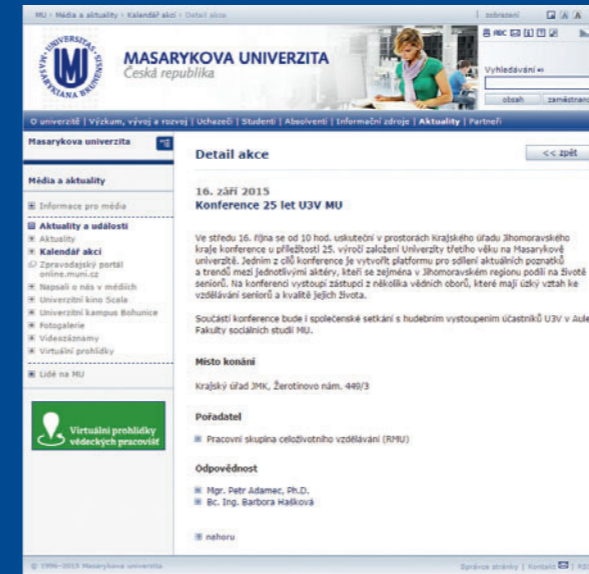 MU › Média a aktuality › Kalendář akcí › Detail akce
zobrazení
A A
ABC
MASARYKOVA UNIVERZITA
Česká republika
Vyhledávání
obsah
O univerzitě | Výzkum, vývoj a rozvoj | Uchazeči | Studenti | Absolventi | Informační zdroje | Aktuality | Partneři
Masarykova univerzita
Detail akce
<< zpět
Média a aktuality
Informace pro média
Aktuality a události
Aktuality
Kalendář akcí
Zpravodajský portál
online.muni.cz
Napsali o nás v médiích
Univerzitní kino Scala
Univerzitní kampus Bohunice
Fotogalerie
Videozáznamy
Virtuální prohlídky
Lidé na MU
Virtuální prohlídky
vědeckých pracovišť
16. září 2015
Konference 25 let U3V MU
Ve středu 16. října se od 10 hod. uskuteční v prostorách Krajského úřadu Jihomoravského
kraje konference u příležitosti 25. výročí založení Univerzity třetího věku na Masarykově
univerzitě. Jedním z cílů konference je vytvořit platformu pro sdílení aktuálních poznatků
a trendů mezi jednotlivými aktéry, kteří se zejména v Jihomoravském regionu podílí na životě
seniorů. Na konferenci vystoupí zástupci z několika vědních oborů, které mají úzký vztah ke
vzdělávání seniorů a kvalitě jejich života.
Součástí konference bude i společenské setkání s hudebním vystoupením účastníků U3V v Aule
Fakulty sociálních studií MU.
Místo konání
Krajský úřad JMK, Žerotínovo nám. 449/3
Pořadatel
Pracovní skupina celoživotního vzdělávání (RMU)
Odpovědnost
Mgr. Petr Adamec, Ph.D.
Bc. Ing. Barbora Hašková
nahoru
© 1996–2015 Masarykova univerzita
Správce stránky | Kontakt